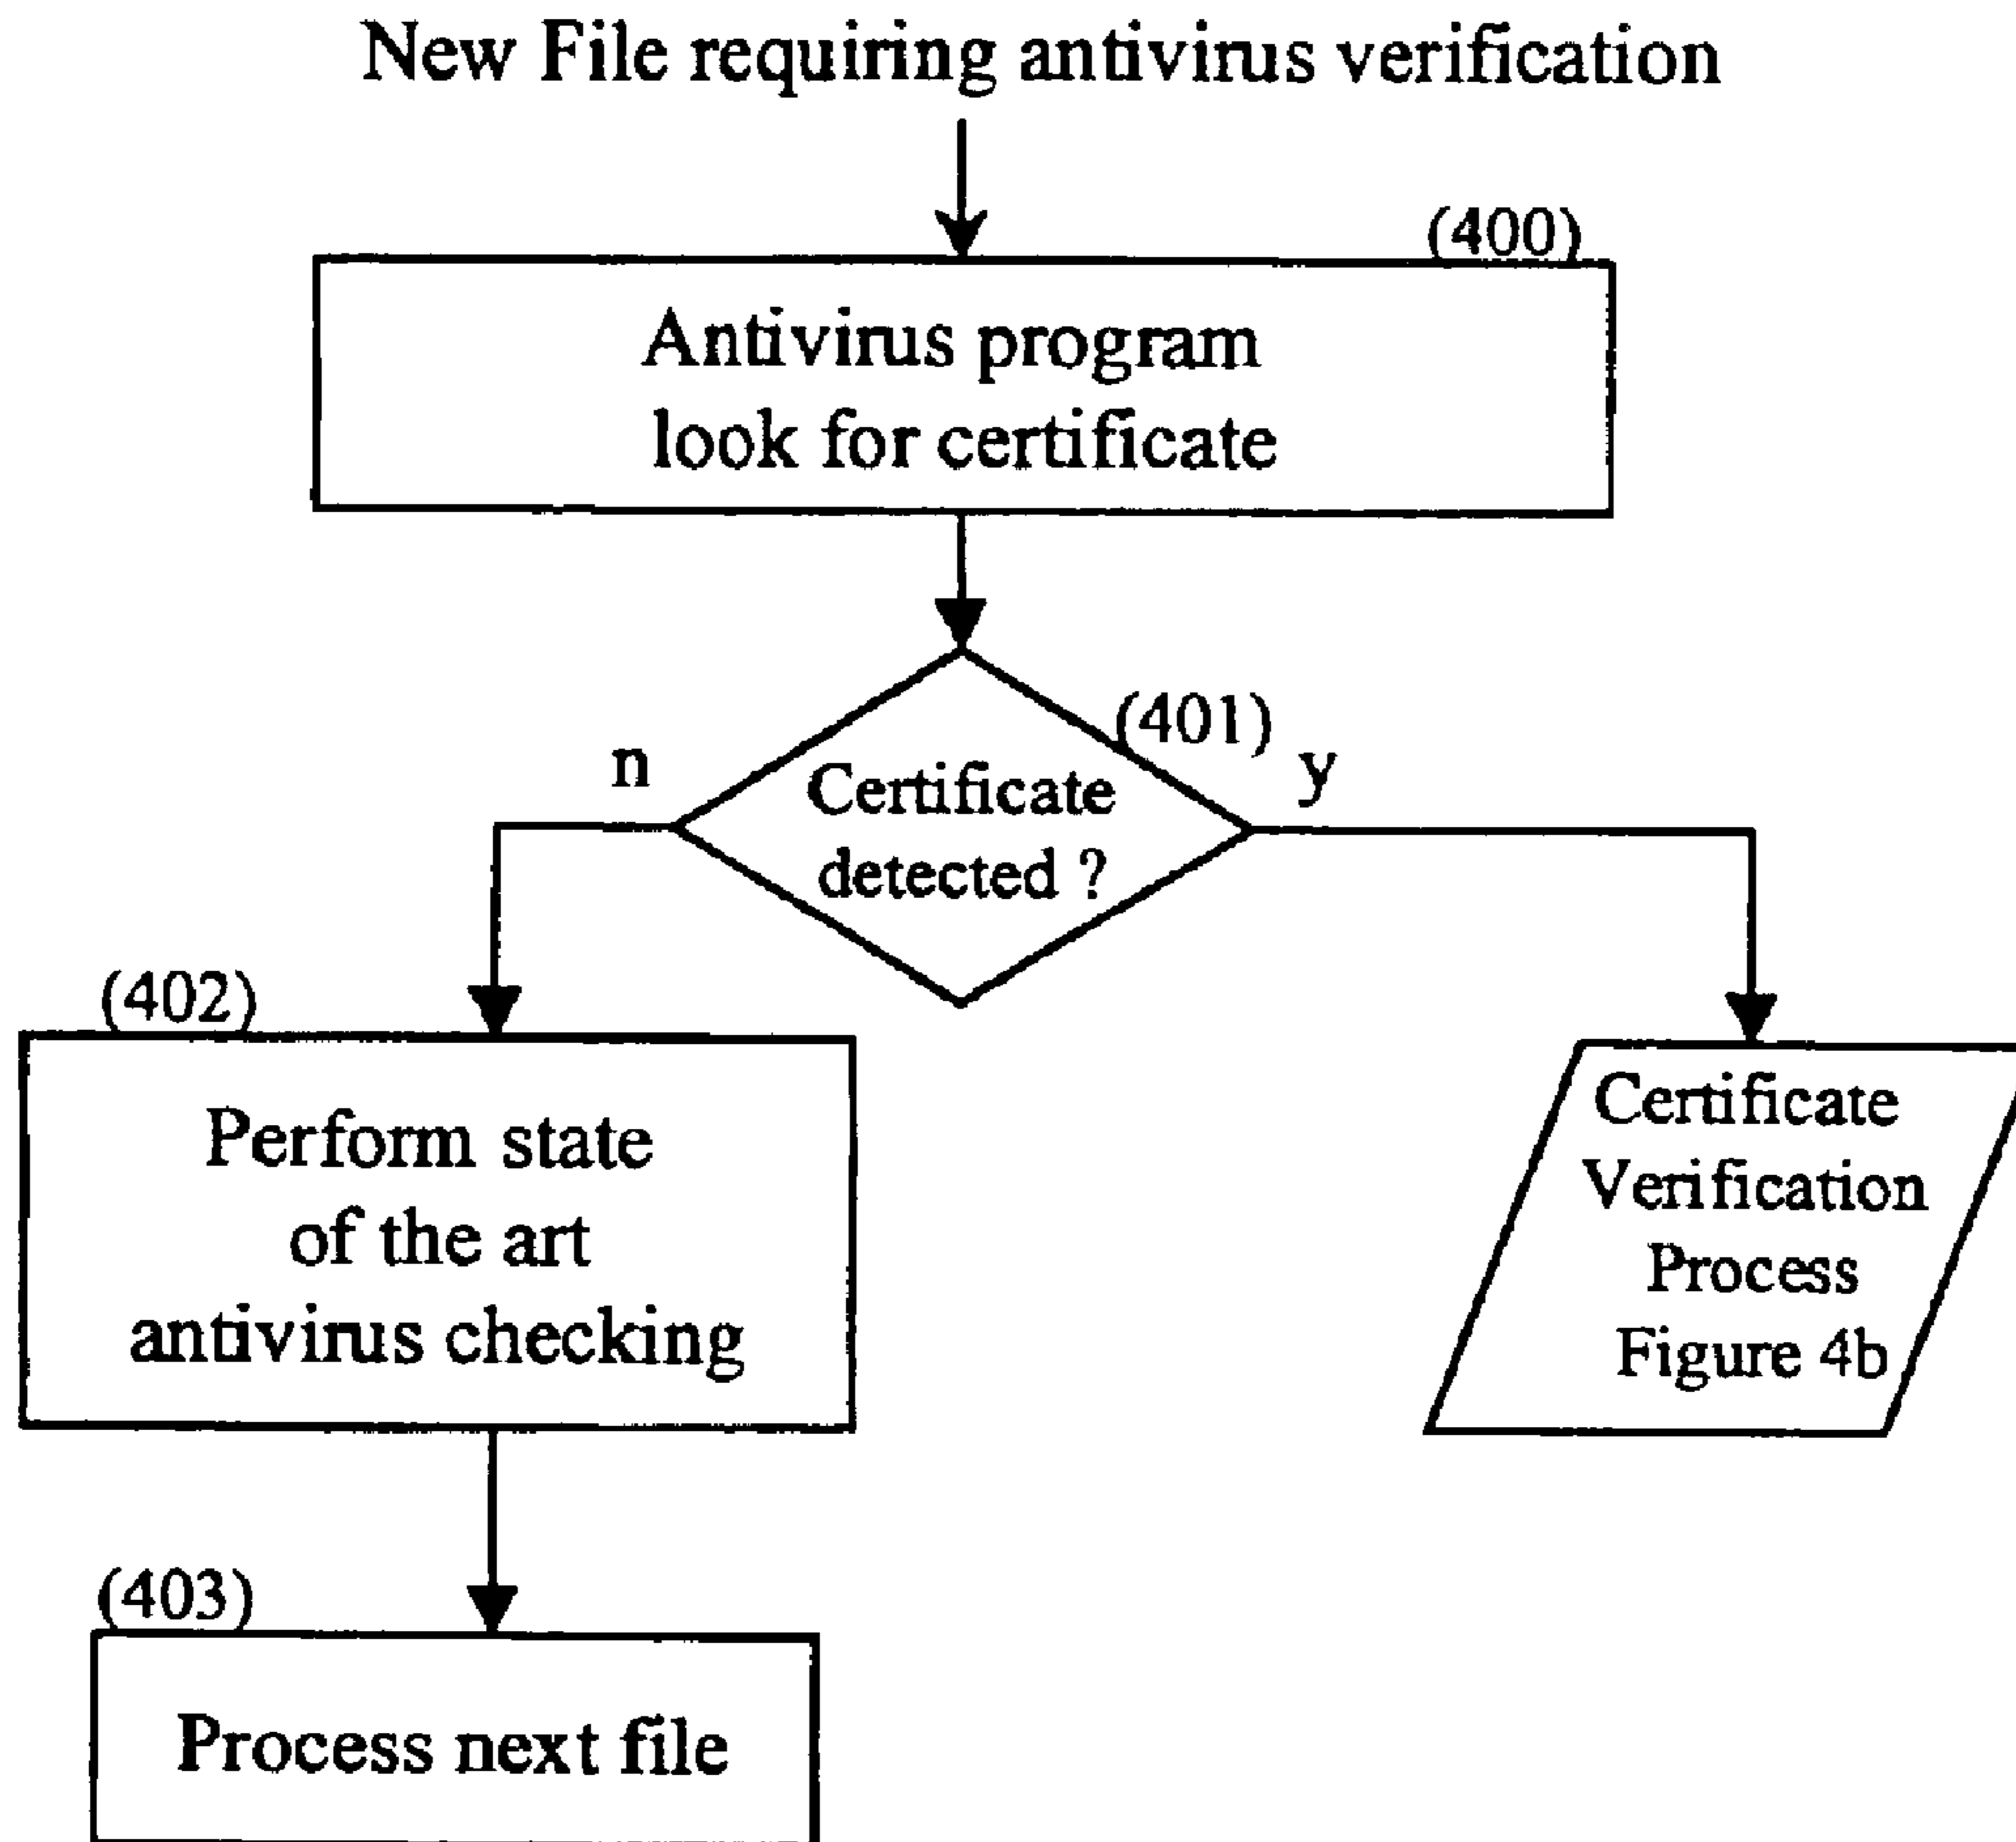 New File requiring antivirus verification
(400)
Antivirus program
look for certificate
(401)
n
y
Certificate
detected ?
(402)
Perform state
of the art
antivirus checking
Certificate
Verification
Process
Figure 4b
(403)
Process next file